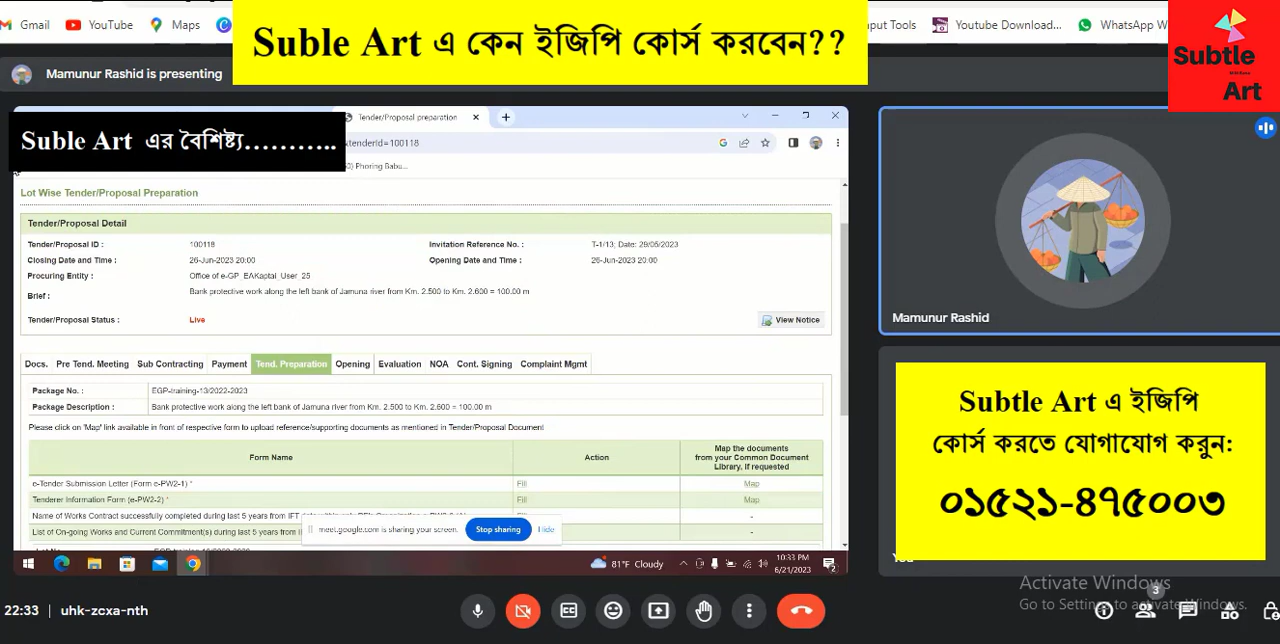 Gmail
YouTube
Maps
Suble Art এ কেন ইজিপি কোর্স করবেন??
put Tools
Youtube Download...
WhatsApp W
Subtle
Art
Mamunur Rashid is presenting
Tender/Proposal preparation
Suble Art এর বৈশিষ্ট্য………..
tenderId=100118
Phoring Babu...
Lot Wise Tender/Proposal Preparation
Tender/Proposal Detail
Tender/Proposal ID : 100118 Invitation Reference No. : T-1/13; Date: 29/05/2023
Closing Date and Time : 26-Jun-2023 20:00 Opening Date and Time : 26-Jun-2023 20:00
Procuring Entity : Office of e-GP_EAKaptai_User_25
Brief : Bank protective work along the left bank of Jamuna river from Km. 2.500 to Km. 2.600 = 100.00 m
Tender/Proposal Status : Live
View Notice
Docs. Pre Tend. Meeting Sub Contracting Payment Tend. Preparation Opening Evaluation NOA Cont. Signing Complaint Mgmt
Package No. : EGP-training-13/2022-2023
Package Description : Bank protective work along the left bank of Jamuna river from Km. 2.500 to Km. 2.600 = 100.00 m
Please click on 'Map' link available in front of respective form to upload reference/supporting documents as mentioned in Tender/Proposal Document
Form Name Action Map the documents
from your Common Document
Library, if requested
e-Tender Submission Letter (Form e-PW2-1) * Fill Map
Tenderer Information Form (e-PW2-2) * Fill Map
Name of Works Contract successfully completed during last 5 years from IFT -
List of On-going Works and Current Commitment(s) during last 5 years from -
meet.google.com is sharing your screen. Stop sharing Hide
81°F Cloudy
10:33 PM
6/21/2023
2
Mamunur Rashid
Subtle Art এ ইজিপি
কোর্স করতে যোগাযোগ করুন:
০১৫২১-৪৭৫০০৩
You
Activate Windows
Go to Settings to activate Windows.
22:33 uhk-zcxa-nth
3